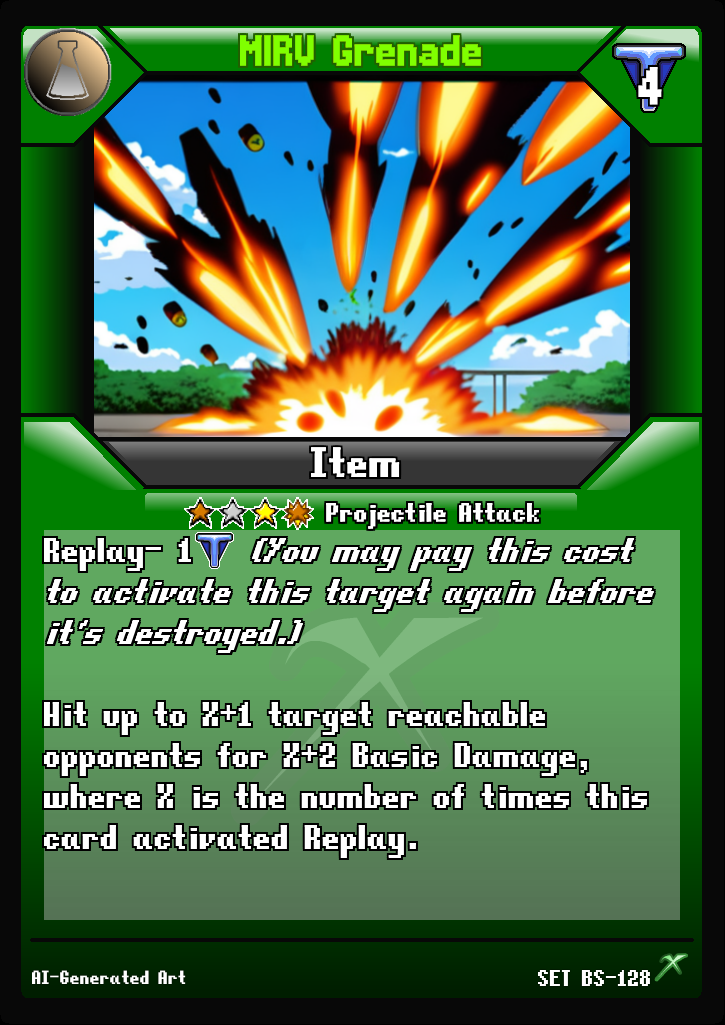 MIRV Grenade
4
Item
Projectile Attack
Replay- 1T (You may pay this cost
to activate this target again before
it's destroyed.)
Hit up to X+1 target reachable
opponents for X+2 Basic Damage,
where X is the number of times this
card activated Replay.
AI-Generated Art
SET BS-128